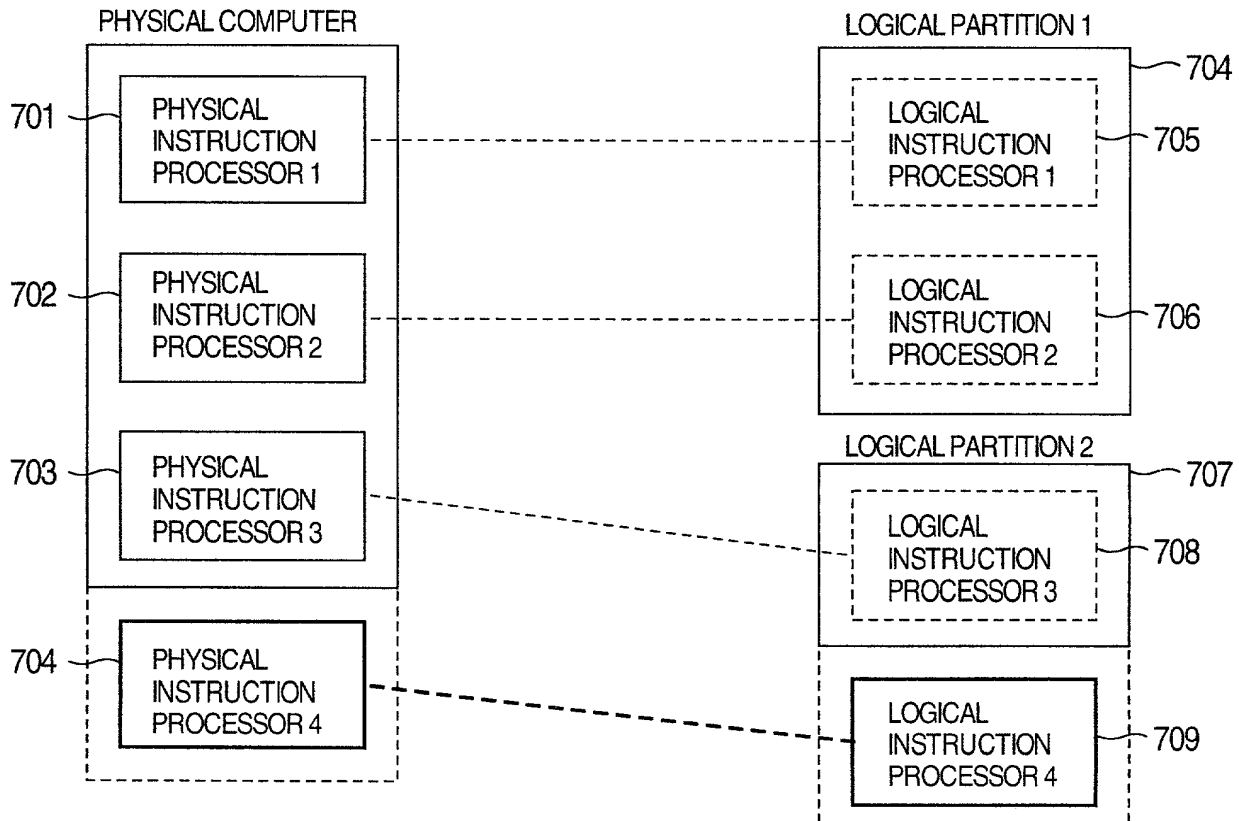 PHYSICAL COMPUTER
701
PHYSICAL
INSTRUCTION
PROCESSOR 1
702
PHYSICAL
INSTRUCTION
PROCESSOR 2
703
PHYSICAL
INSTRUCTION
PROCESSOR 3
704
PHYSICAL
INSTRUCTION
PROCESSOR 4
LOGICAL PARTITION 1
704
LOGICAL
INSTRUCTION
PROCESSOR 1
705
LOGICAL
INSTRUCTION
PROCESSOR 2
706
LOGICAL PARTITION 2
707
LOGICAL
INSTRUCTION
PROCESSOR 3
708
LOGICAL
INSTRUCTION
PROCESSOR 4
709